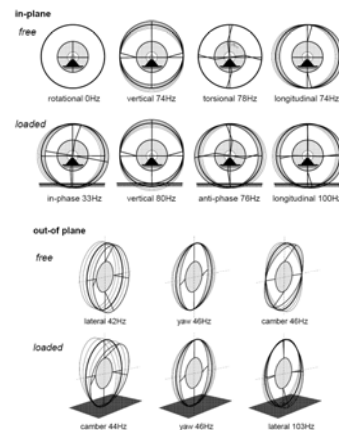 in-plane
free
rotational 0Hz vertical 74Hz torsional 78Hz longitudinal 74Hz
loaded
in-phase 33Hz vertical 80Hz anti-phase 76Hz longitudinal 100Hz
out-of plane
free
lateral 42Hz yaw 46Hz camber 46Hz
loaded
camber 44Hz yaw 46Hz lateral 103Hz